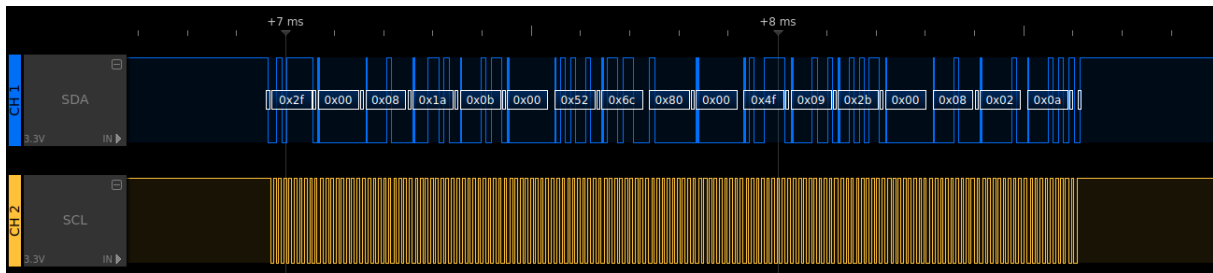 +7 ms +8 ms
CH 1 SDA 3.3V IN
0x2f 0x00 0x08 0x1a 0x0b 0x00 0x52 0x6c 0x80 0x00 0x4f 0x09 0x2b 0x00 0x08 0x02 0x0a
CH 2 SCL 3.3V IN